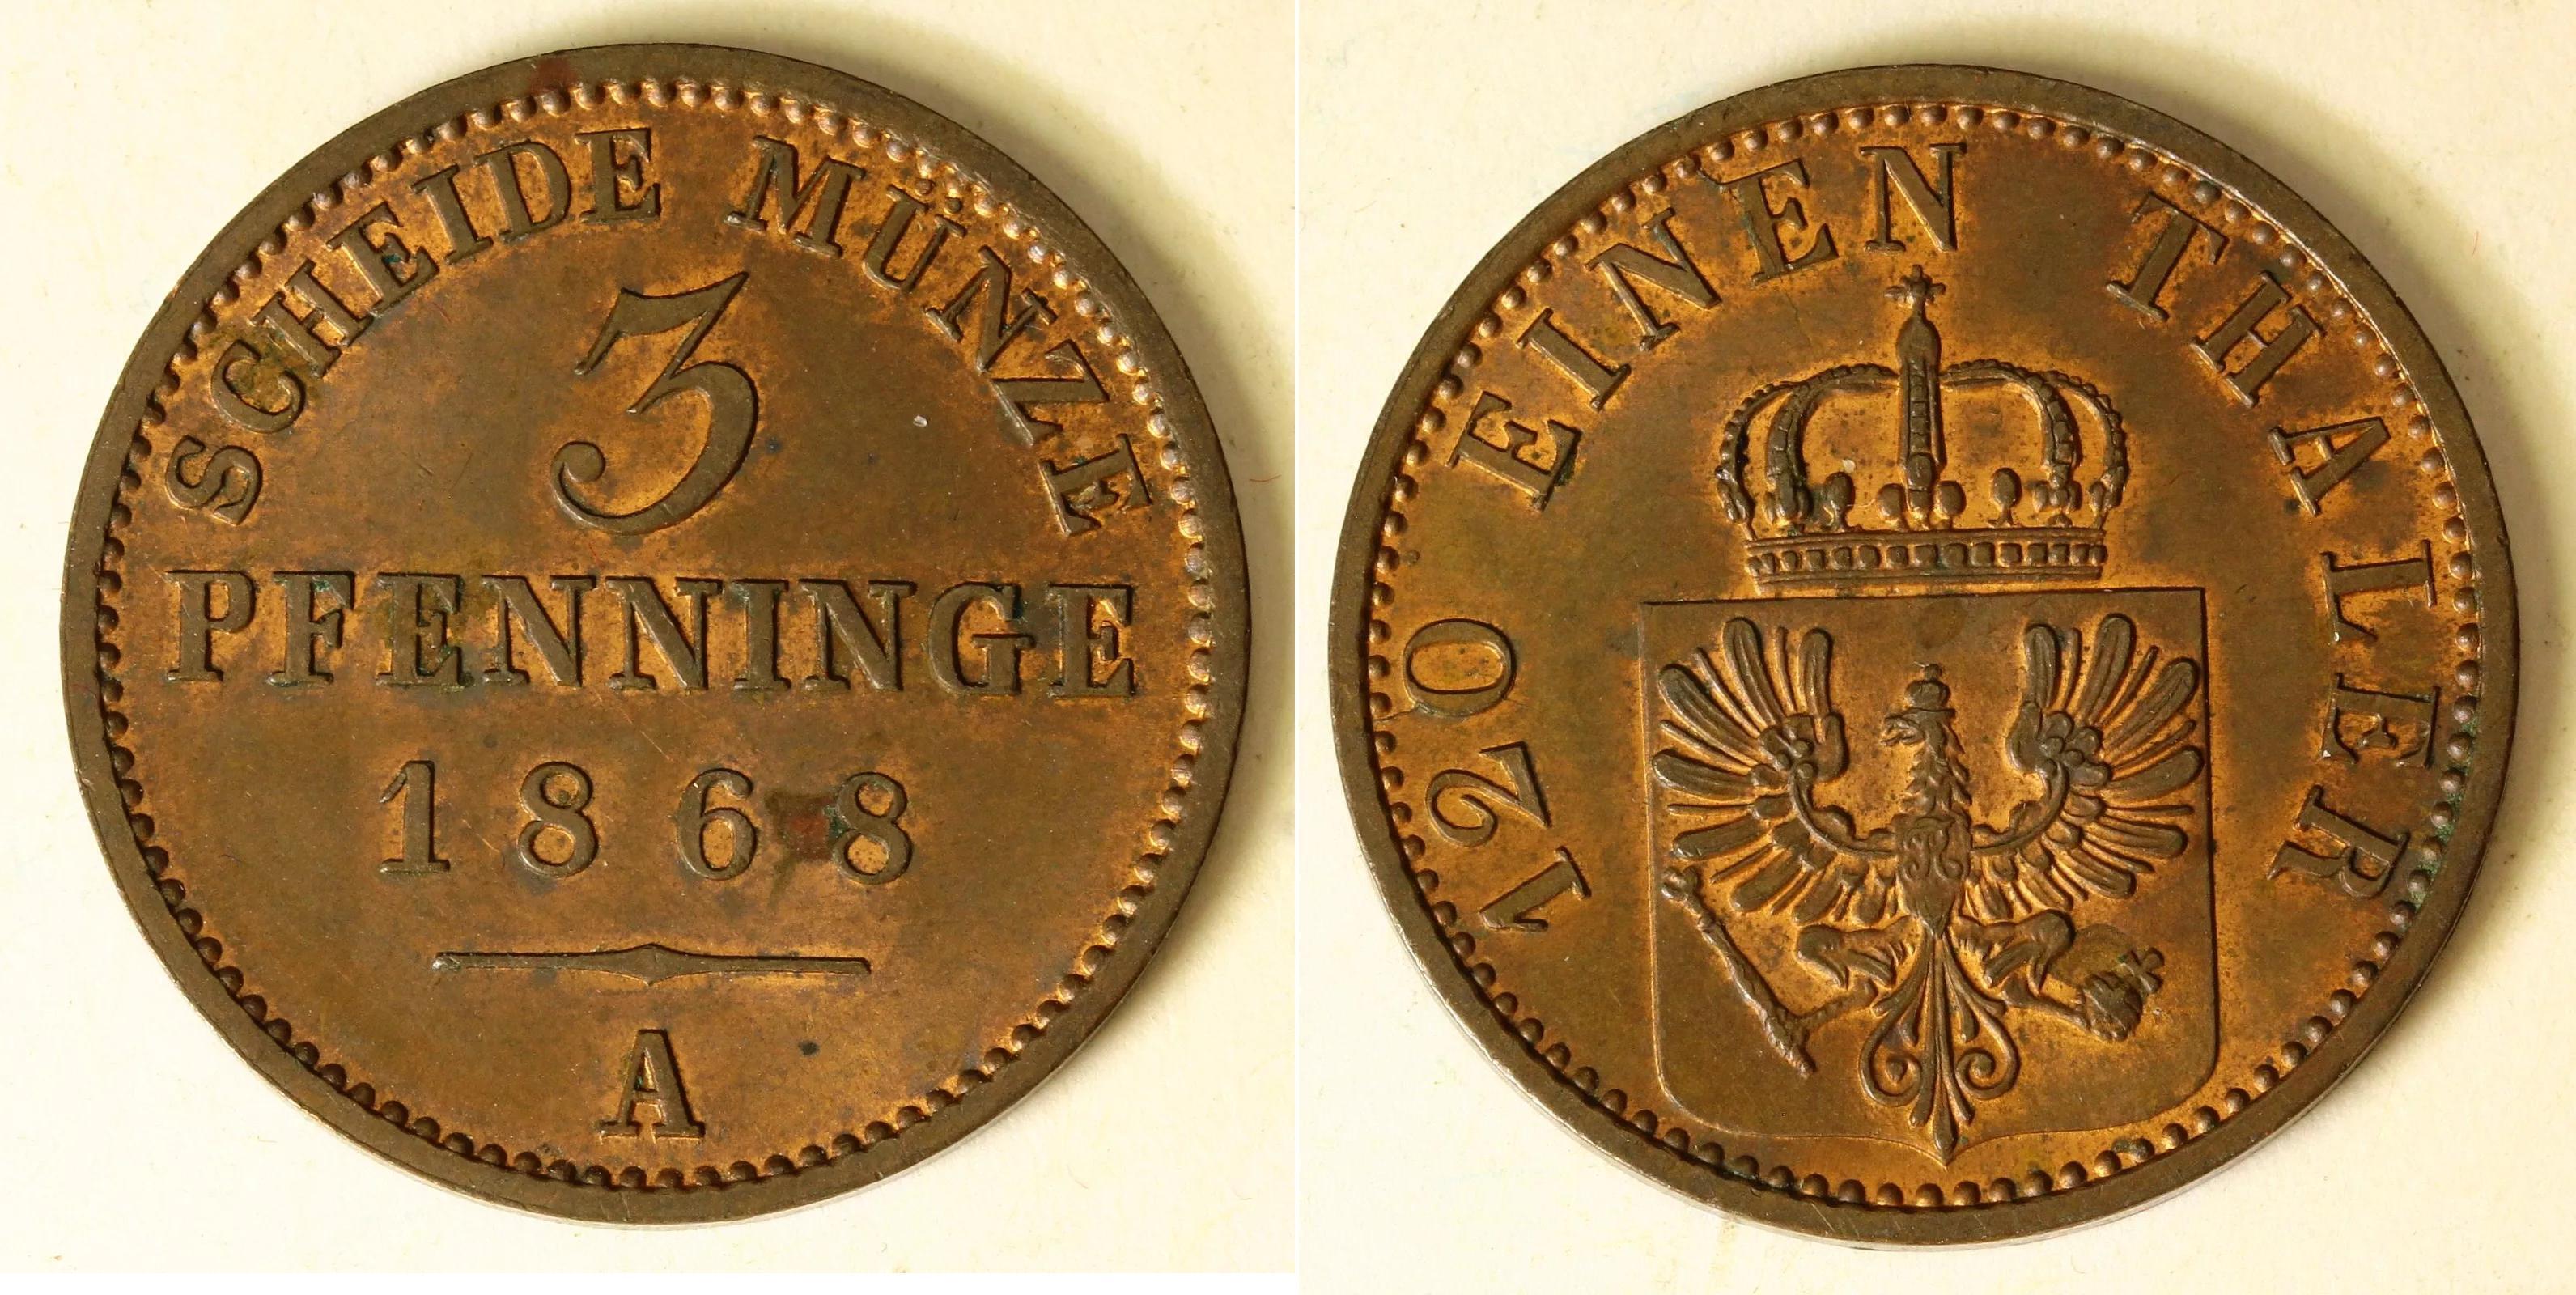 SCHEIDE MÜNZE
3
PFENNINGE
1868
A
120 EINEN THALER